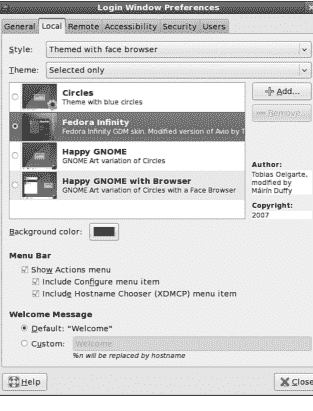 Login Window Preferences
General Local Remote Accessibility Security Users
Style: Themed with face browser
Theme: Selected only
Circles
Theme with blue circles
Fedora Infinity
Fedora Infinity GDM skin. Modified version of Avio by T
Happy GNOME
GNOME Art variation of Circles
Happy GNOME with Browser
GNOME Art variation of Circles with a Face Browser
Add...
Remove...
Author:
Tobias Oelgarte,
modified by
Máirín Duffy
Copyright:
2007
Background color:
Menu Bar
Show Actions menu
Include Configure menu item
Include Hostname Chooser (XDMCP) menu item
Welcome Message
Default: "Welcome"
Custom: Welcome
%n will be replaced by hostname
Help
Close